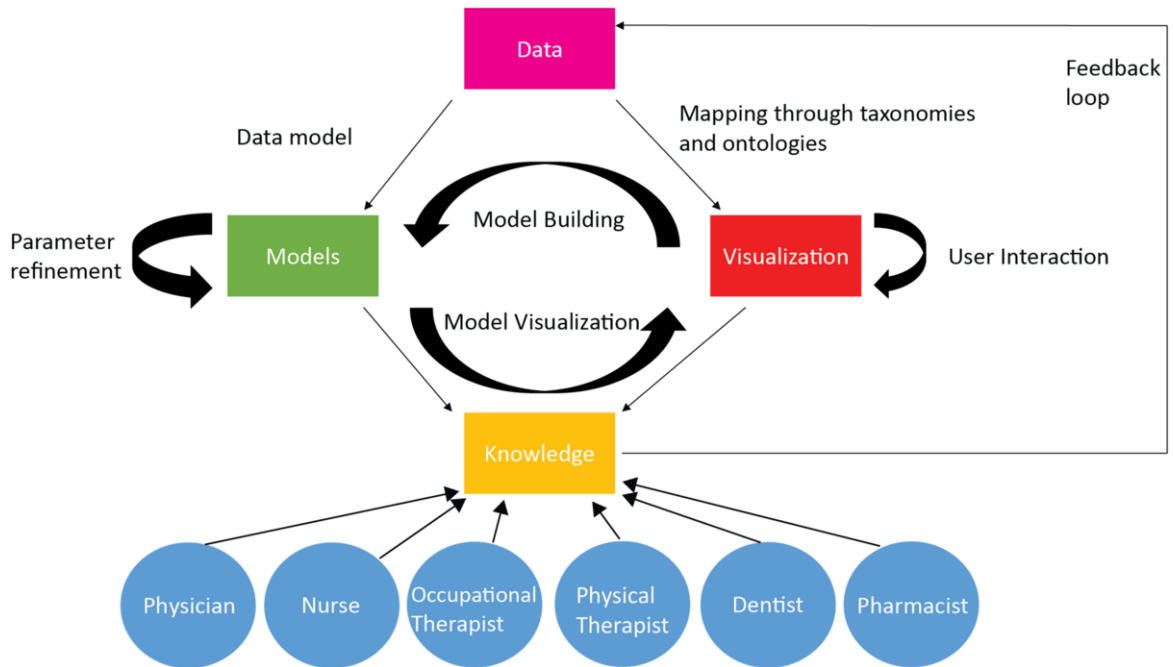 Data
Feedback
loop
Data model
Mapping through taxonomies
and ontologies
Model Building
Parameter
refinement
Models
Visualization
User Interaction
Model Visualization
Knowledge
Physician
Nurse
Occupational
Therapist
Physical
Therapist
Dentist
Pharmacist